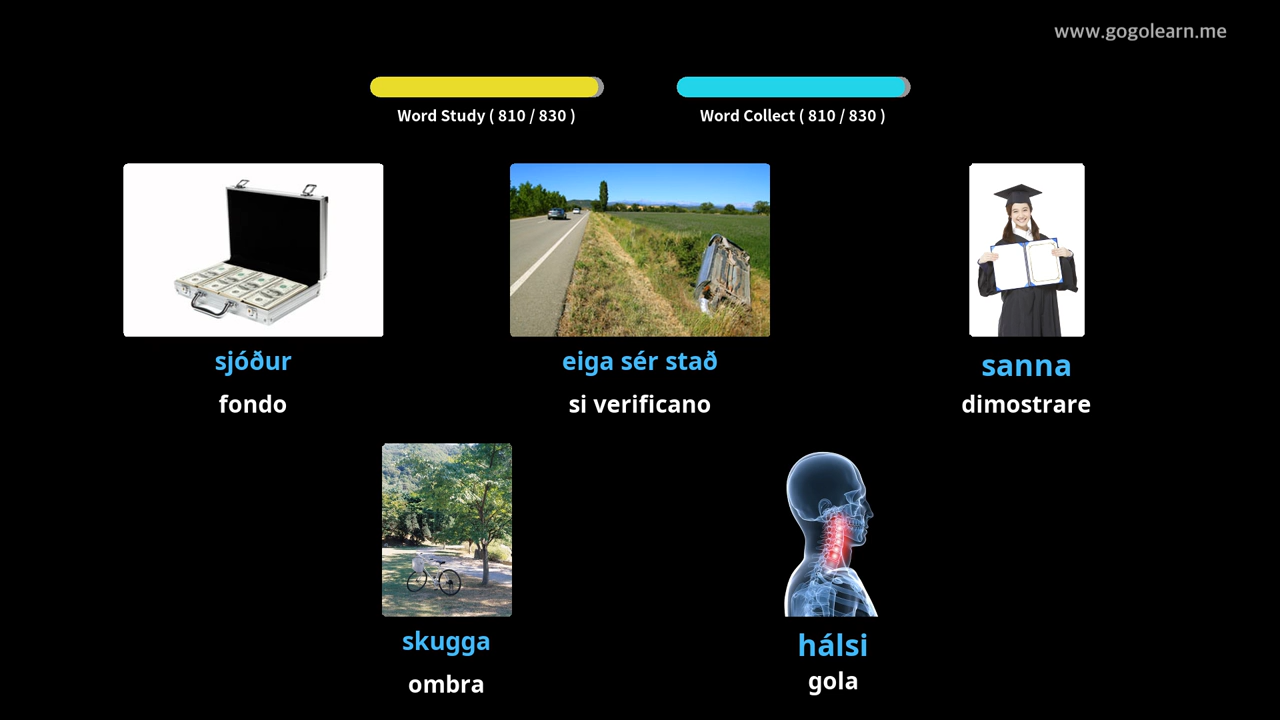 www.gogolearn.me
Word Study ( 810 / 830 )
Word Collect ( 810 / 830 )
sjóður
eiga sér stað
sanna
fondo
si verificano
dimostrare
skugga
hálsi
ombra
gola